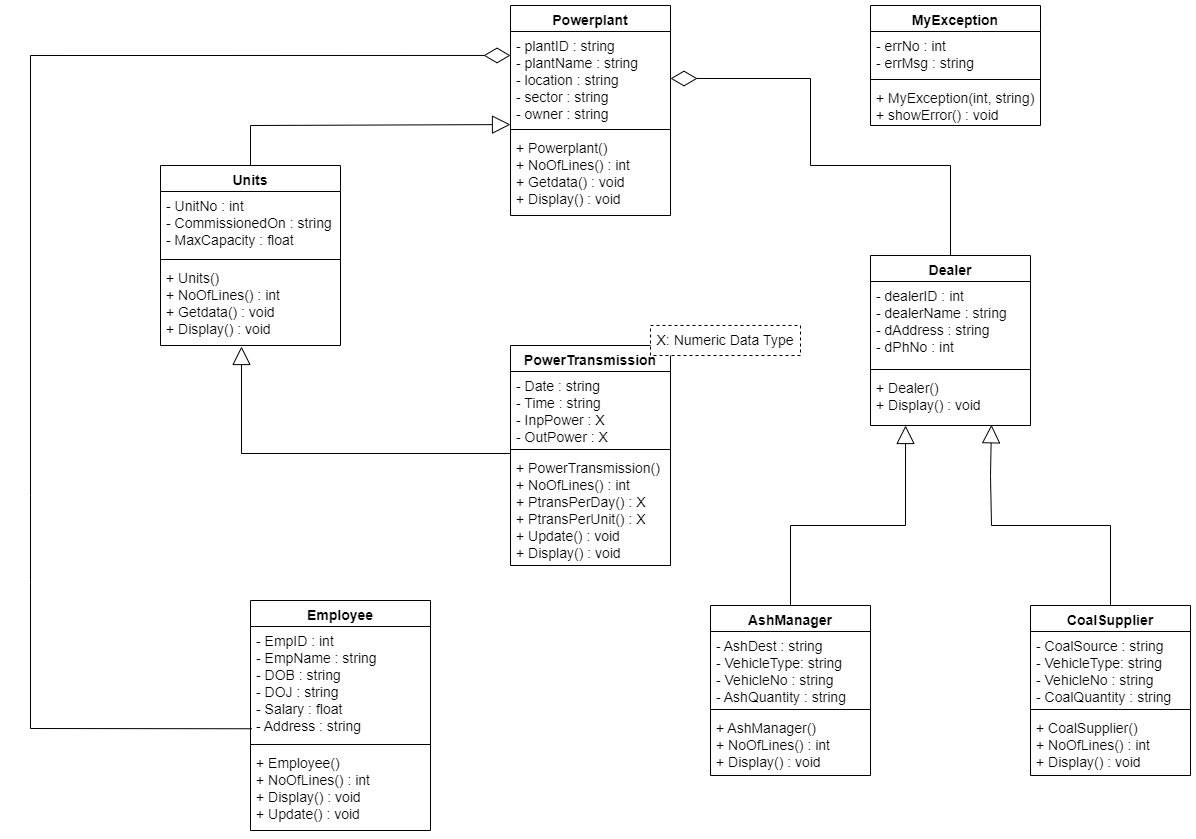 Powerplant
- plantID : string
- plantName : string
- location : string
- sector : string
- owner : string
+ Powerplant()
+ NoOfLines() : int
+ Getdata() : void
+ Display() : void
MyException
- errNo : int
- errMsg : string
+ MyException(int, string)
+ showError() : void
Units
- UnitNo : int
- CommissionedOn : string
- MaxCapacity : float
+ Units()
+ NoOfLines() : int
+ Getdata() : void
+ Display() : void
Dealer
- dealerID : int
- dealerName : string
- dAddress : string
- dPhNo : int
+ Dealer()
+ Display() : void
X: Numeric Data Type
PowerTransmission
- Date : string
- Time : string
- InpPower : X
- OutPower : X
+ PowerTransmission()
+ NoOfLines() : int
+ PtransPerDay() : X
+ PtransPerUnit() : X
+ Update() : void
+ Display() : void
Employee
- EmpID : int
- EmpName : string
- DOB : string
- DOJ : string
- Salary : float
- Address : string
+ Employee()
+ NoOfLines() : int
+ Display() : void
+ Update() : void
AshManager
- AshDest : string
- VehicleType: string
- VehicleNo : string
- AshQuantity : string
+ AshManager()
+ NoOfLines() : int
+ Display() : void
CoalSupplier
- CoalSource : string
- VehicleType: string
- VehicleNo : string
- CoalQuantity : string
+ CoalSupplier()
+ NoOfLines() : int
+ Display() : void